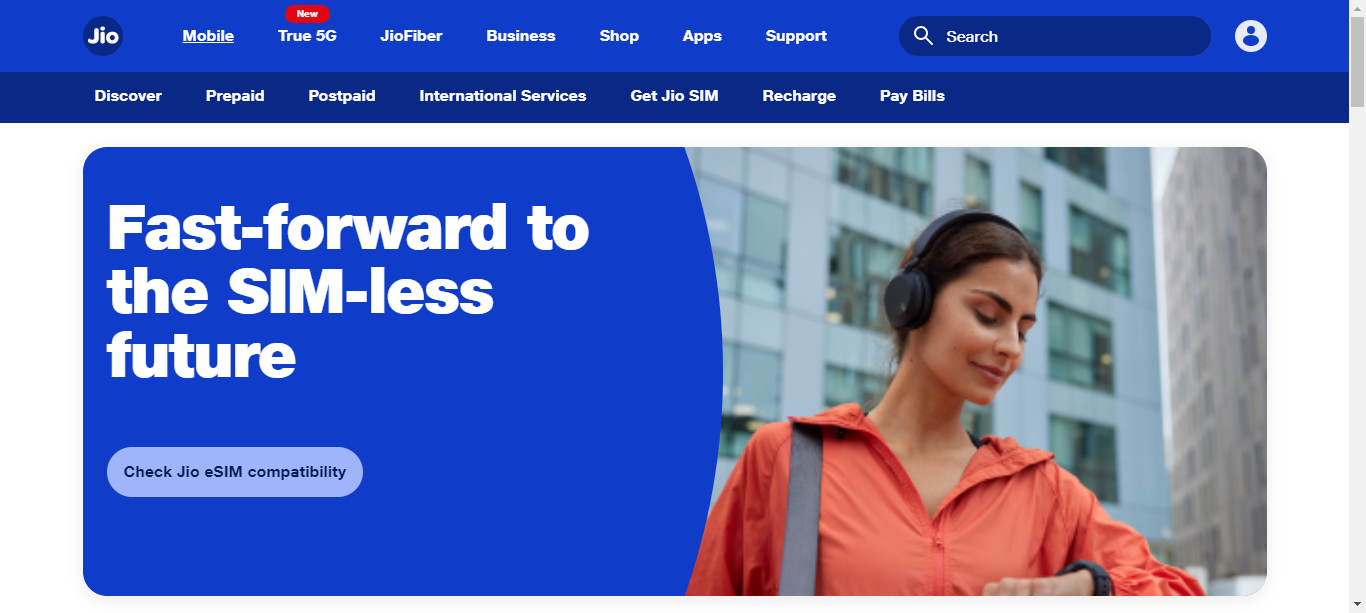 New
Jio Mobile True 5G JioFiber Business Shop Apps Support Search
Discover Prepaid Postpaid International Services Get Jio SIM Recharge Pay Bills
Fast-forward to
the SIM-less
future
Check Jio eSIM compatibility